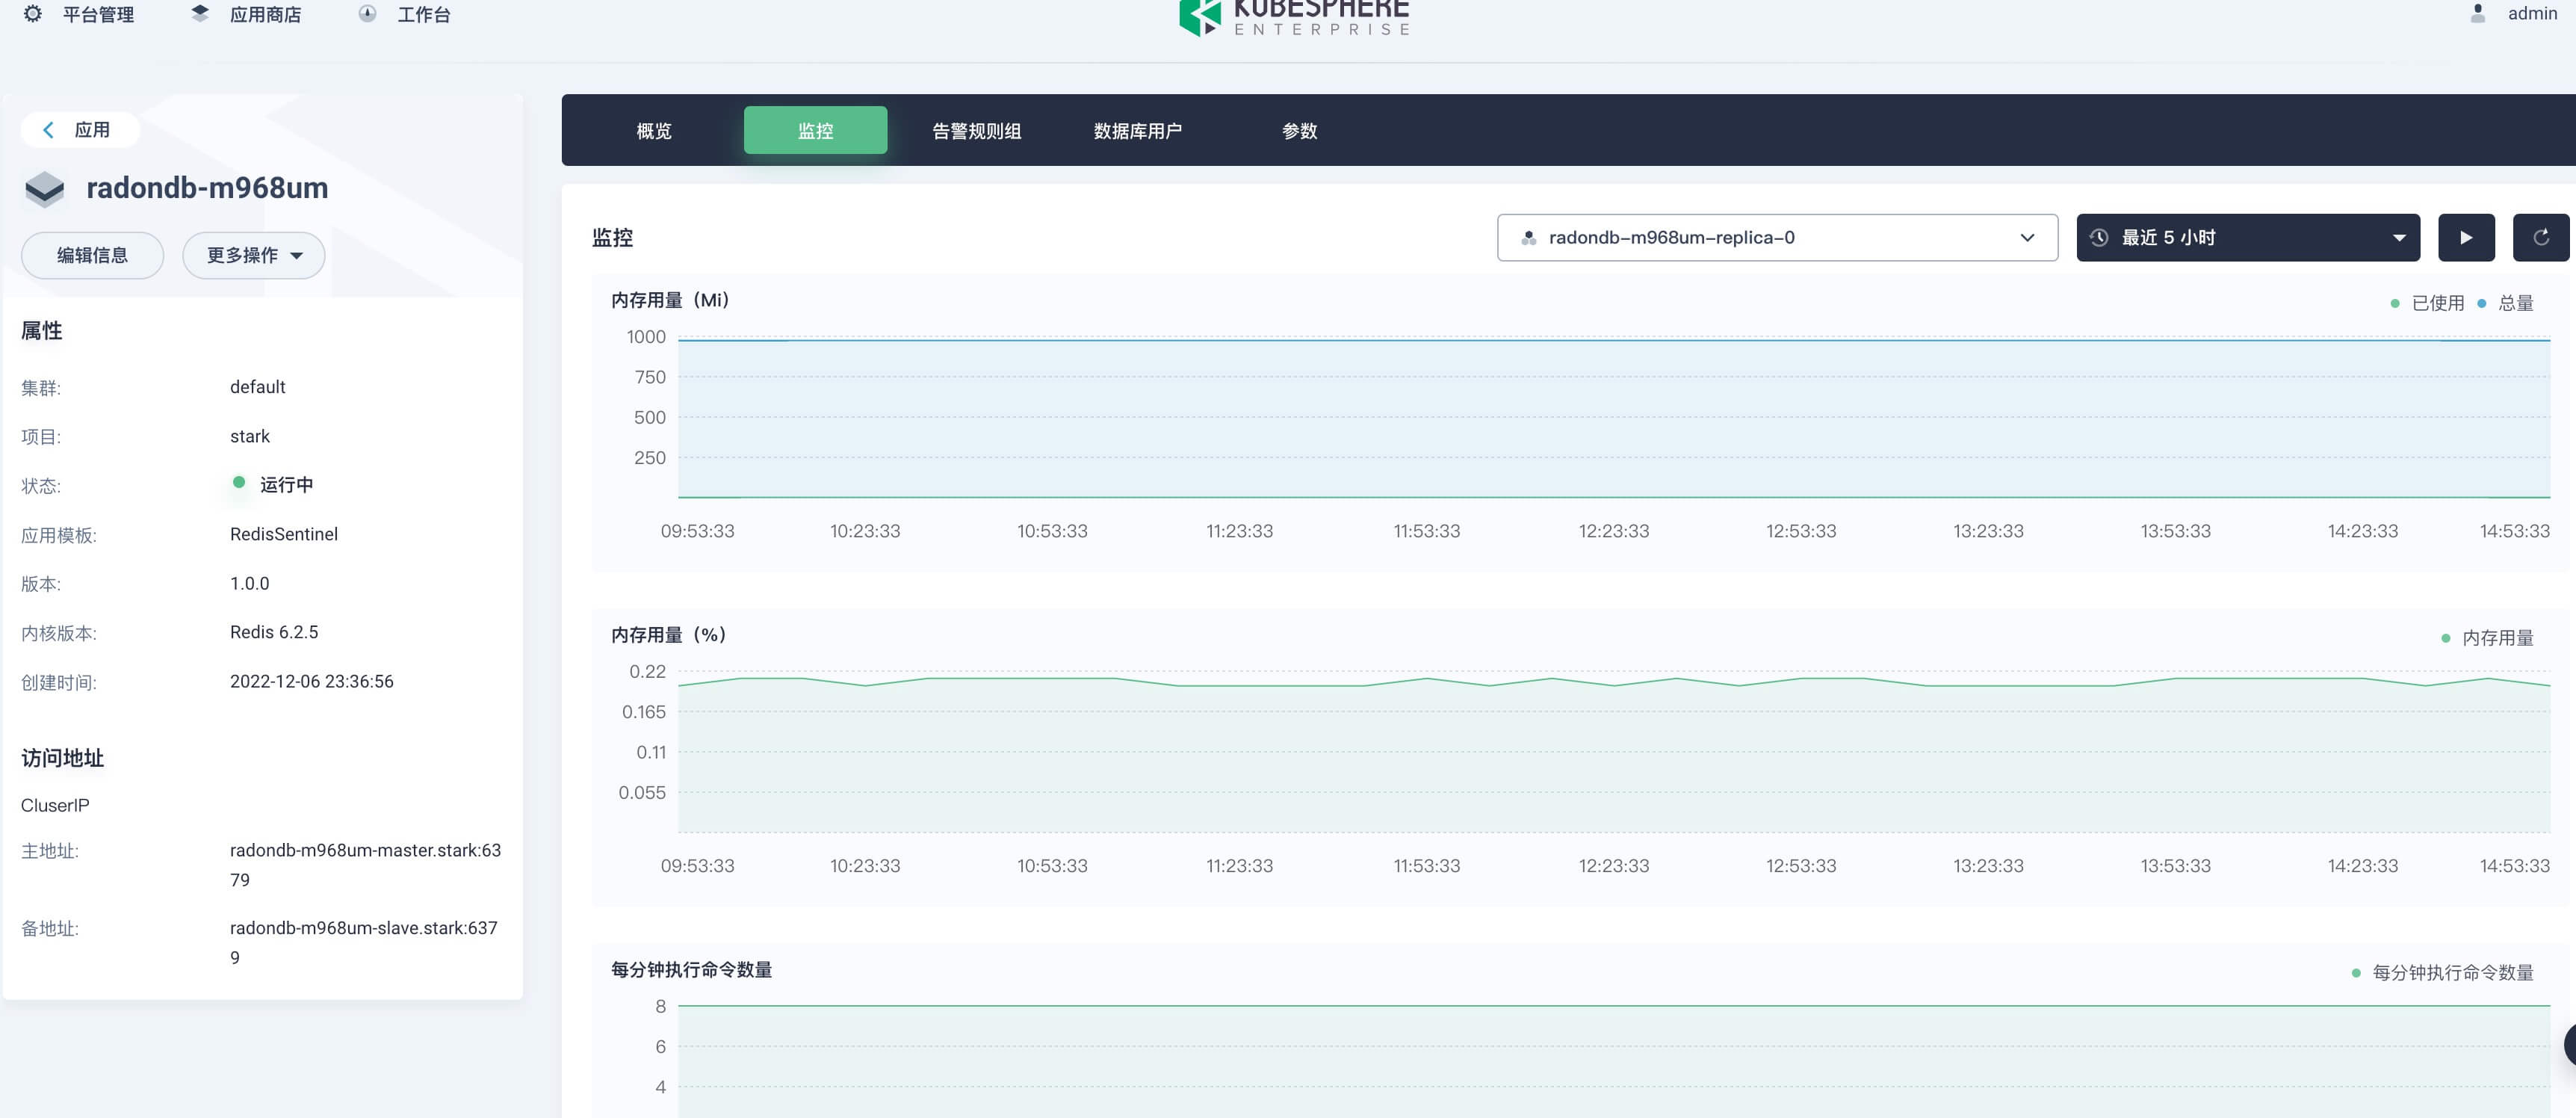 平台管理
应用商店
工作台
KUBESPHERE
ENTERPRISE
admin
应用
radondb-m968um
编辑信息
更多操作
属性
集群:
default
项目:
stark
状态:
运行中
应用模板:
RedisSentinel
版本:
1.0.0
内核版本:
Redis 6.2.5
创建时间:
2022-12-06 23:36:56
访问地址
CluserIP
主地址:
radondb-m968um-master.stark:63
79
备地址:
radondb-m968um-slave.stark:637
9
概览
监控
告警规则组
数据库用户
参数
监控
radondb-m968um-replica-0
最近 5 小时
内存用量（Mi）
已使用
总量
1000
750
500
250
09:53:33
10:23:33
10:53:33
11:23:33
11:53:33
12:23:33
12:53:33
13:23:33
13:53:33
14:23:33
14:53:33
内存用量（%）
内存用量
0.22
0.165
0.11
0.055
09:53:33
10:23:33
10:53:33
11:23:33
11:53:33
12:23:33
12:53:33
13:23:33
13:53:33
14:23:33
14:53:33
每分钟执行命令数量
每分钟执行命令数量
8
6
4